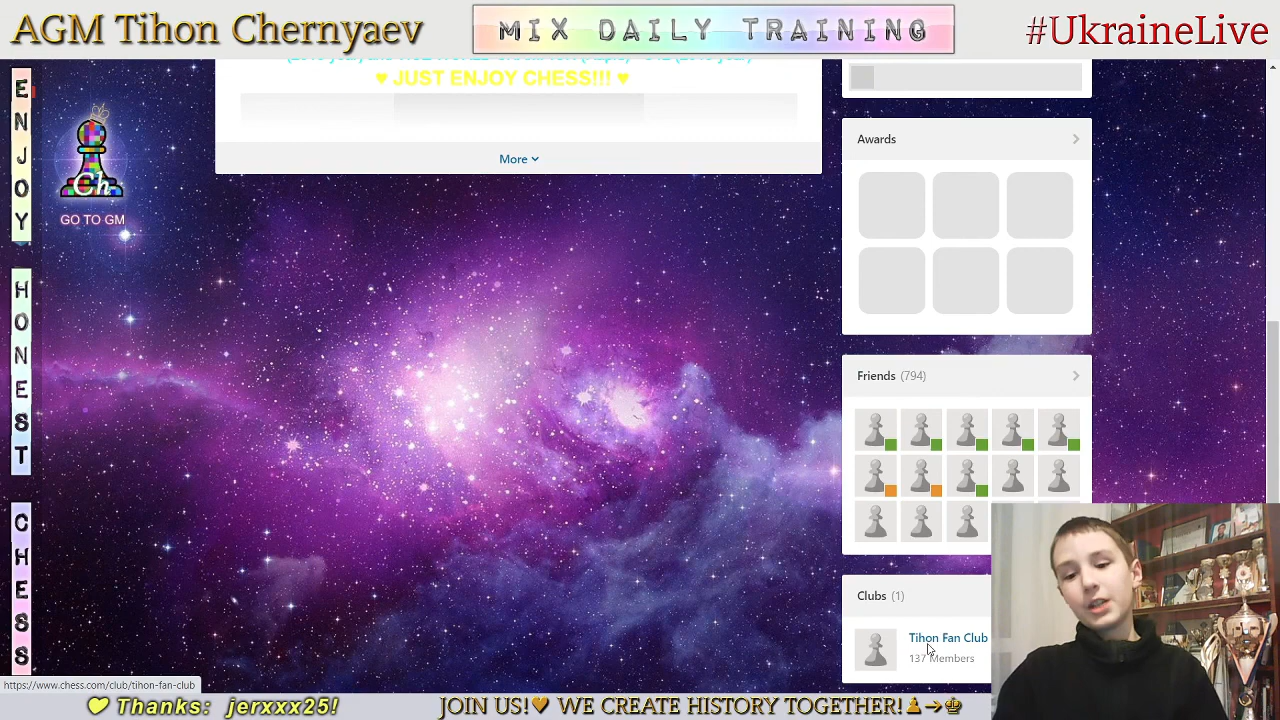 AGM Tihon Chernyaev
MIX DAILY TRAINING
#UkraineLive
♥ JUST ENJOY CHESS!!! ♥
More
ENJOY
HONEST
CHESS
Ch
GO TO GM
Awards
Friends (794)
Clubs (1)
Tihon Fan Club
137 Members
https://www.chess.com/club/tihon-fan-club
Thanks: jerxxx25!
JOIN US!♥ WE CREATE HISTORY TOGETHER!♟→♚